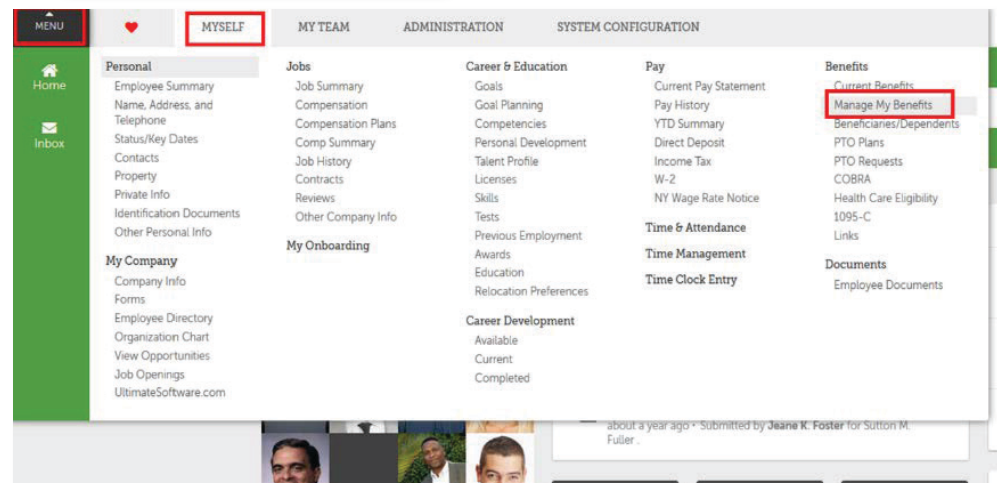 MENU
MYSELF
MY TEAM
ADMINISTRATION
SYSTEM CONFIGURATION
Home
Inbox
Personal
Employee Summary
Name, Address, and
Telephone
Status/Key Dates
Contacts
Property
Private Info
Identification Documents
Other Personal Info
My Company
Company Info
Forms
Employee Directory
Organization Chart
View Opportunities
Job Openings
UltimateSoftware.com
Jobs
Job Summary
Compensation
Compensation Plans
Comp Summary
Job History
Contracts
Reviews
Other Company Info
My Onboarding
Career & Education
Goals
Goal Planning
Competencies
Personal Development
Talent Profile
Licenses
Skills
Tests
Previous Employment
Awards
Education
Relocation Preferences
Career Development
Available
Current
Completed
Pay
Current Pay Statement
Pay History
YTD Summary
Direct Deposit
Income Tax
W-2
NY Wage Rate Notice
Time & Attendance
Time Management
Time Clock Entry
Benefits
Current Benefits
Manage My Benefits
Beneficiaries/Dependents
PTO Plans
PTO Requests
COBRA
Health Care Eligibility
1095-C
Links
Documents
Employee Documents
about a year ago • Submitted by Jeane K. Foster for Sutton M.
Fuller .